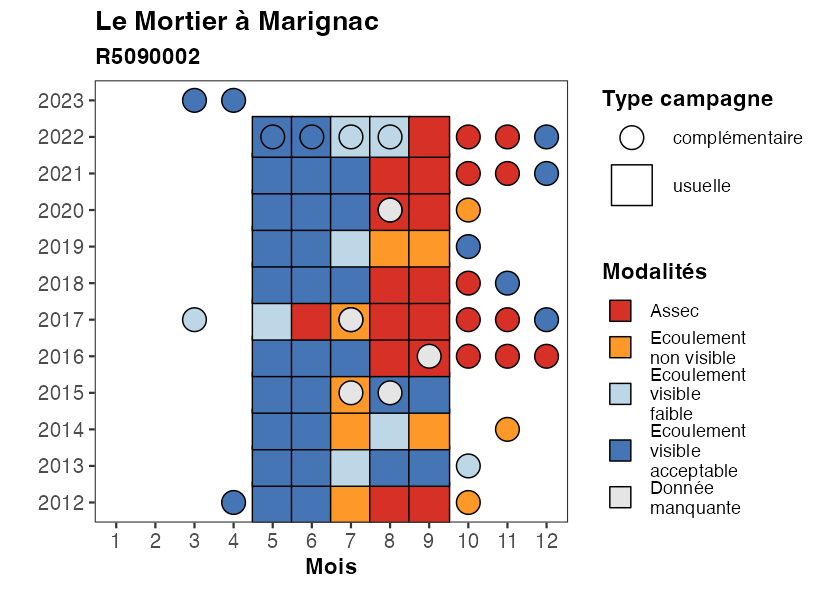 Le Mortier à Marignac
R5090002
2023
2022
2021
2020
2019
2018
2017
2016
2015
2014
2013
2012
1 2 3 4 5 6 7 8 9 10 11 12
Mois
Type campagne
complémentaire
usuelle
Modalités
Assec
Ecoulement
non visible
Ecoulement
visible
faible
Ecoulement
visible
acceptable
Donnée
manquante